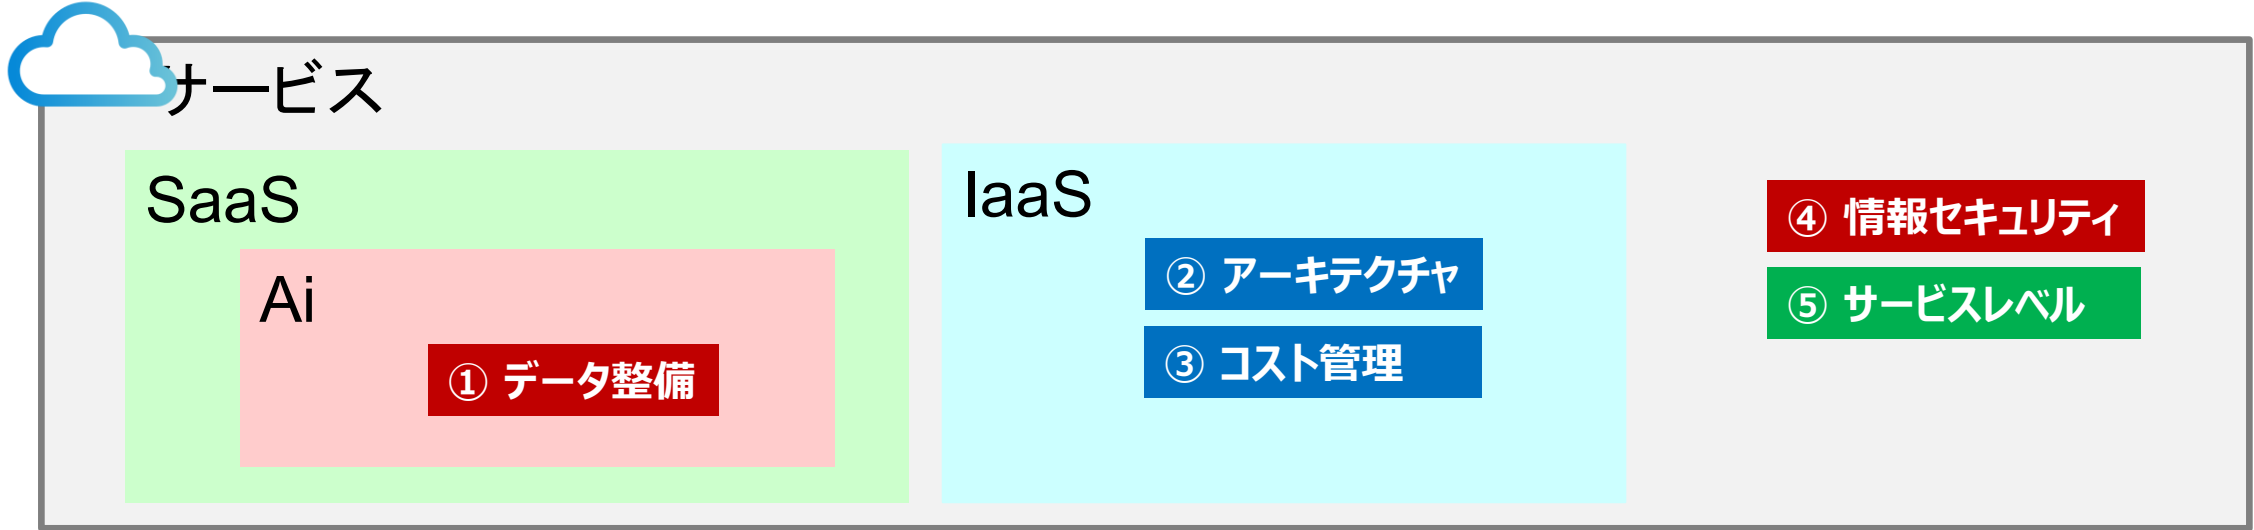 サービス
SaaS
Ai
① データ整備
IaaS
② アーキテクチャ
③ コスト管理
④ 情報セキュリティ
⑤ サービスレベル